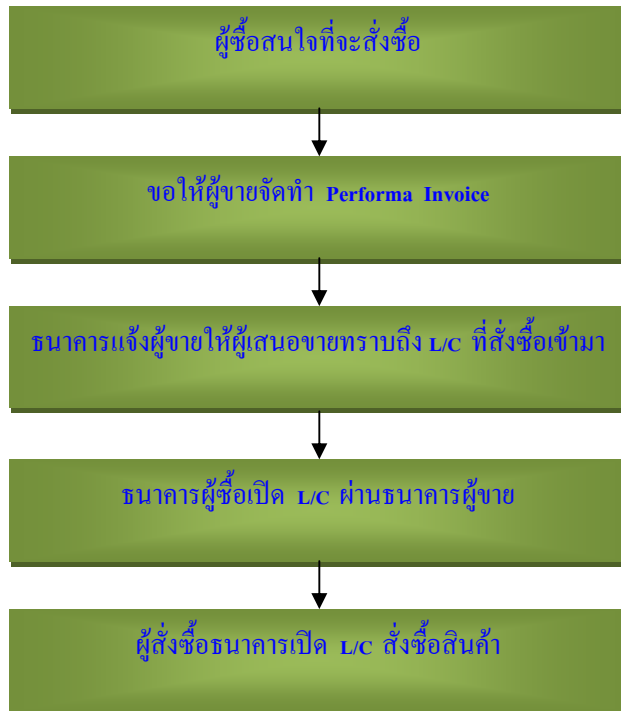 ผู้ซื้อสนใจที่จะสั่งซื้อ
ขอให้ผู้ขายจัดทำ Performa Invoice
ธนาคารแจ้งผู้ขายให้ผู้เสนอขายทราบถึง L/C ที่สั่งซื้อเข้ามา
ธนาคารผู้ซื้อเปิด L/C ผ่านธนาคารผู้ขาย
ผู้สั่งซื้อธนาคารเปิด L/C สั่งซื้อสินค้า